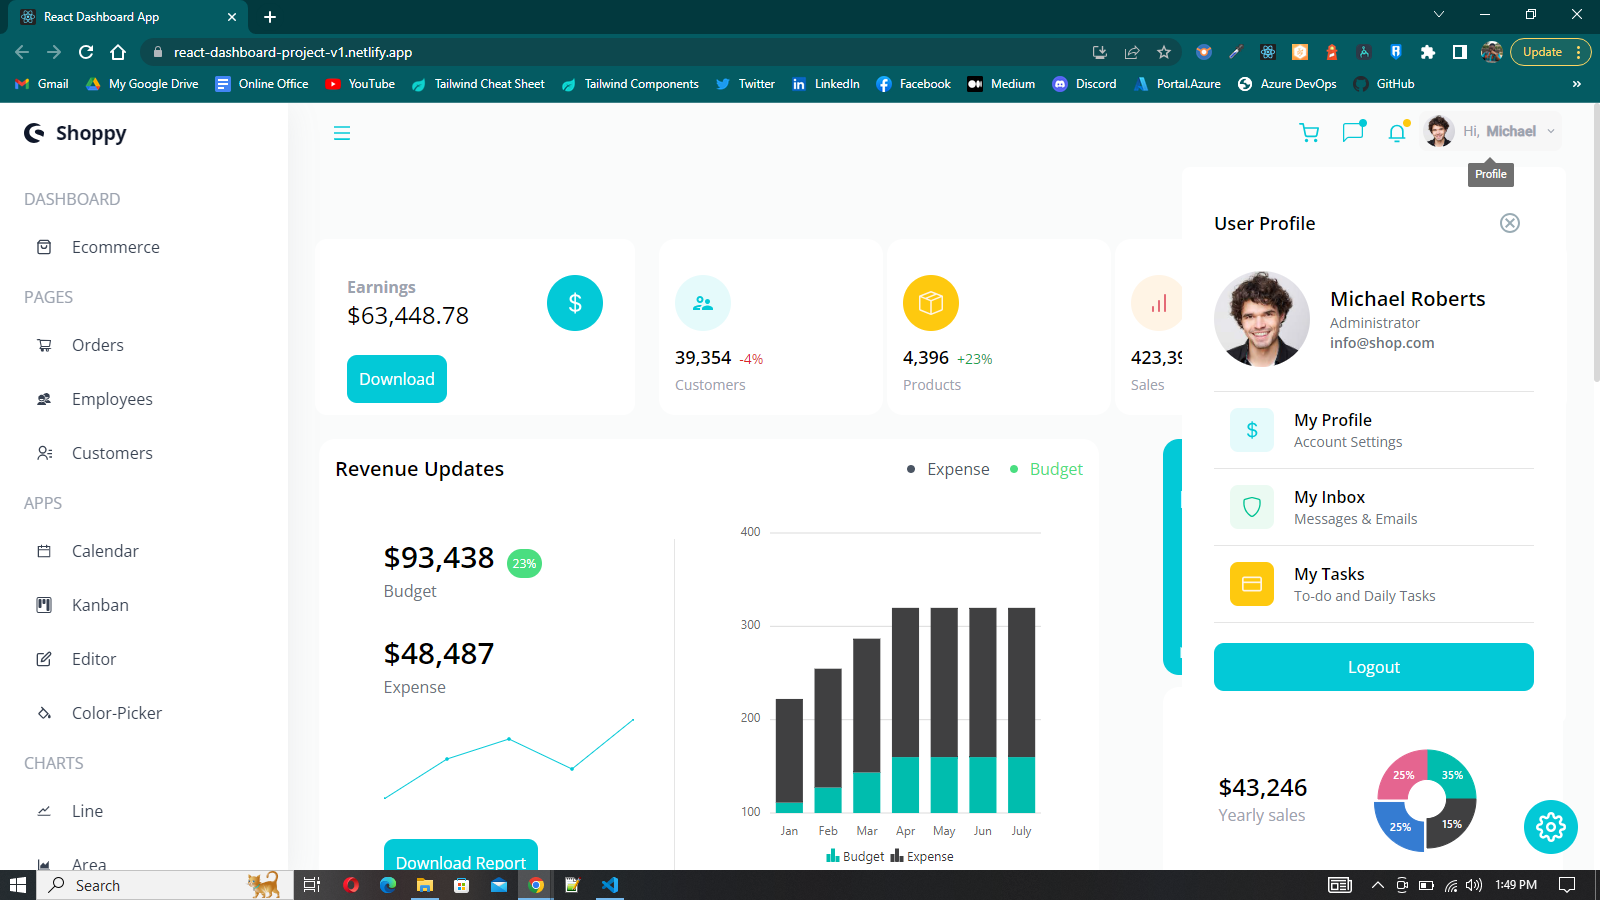 React Dashboard App
react-dashboard-project-v1.netlify.app
Update
Gmail
My Google Drive
Online Office
YouTube
Tailwind Cheat Sheet
Tailwind Components
Twitter
LinkedIn
Facebook
Medium
Discord
Portal.Azure
Azure DevOps
GitHub
Shoppy
Hi, Michael
Profile
DASHBOARD
Ecommerce
PAGES
Orders
Employees
Customers
APPS
Calendar
Kanban
Editor
Color-Picker
CHARTS
Line
Area
Earnings
$63,448.78
Download
39,354 -4%
Customers
4,396 +23%
Products
423,39
Sales
Revenue Updates
Expense
Budget
$93,438 23%
Budget
$48,487
Expense
Download Report
400
300
200
100
Jan Feb Mar Apr May Jun July
Budget Expense
User Profile
Michael Roberts
Administrator
info@shop.com
My Profile
Account Settings
My Inbox
Messages & Emails
My Tasks
To-do and Daily Tasks
Logout
$43,246
Yearly sales
25% 35%
25% 15%
Search
1:49 PM